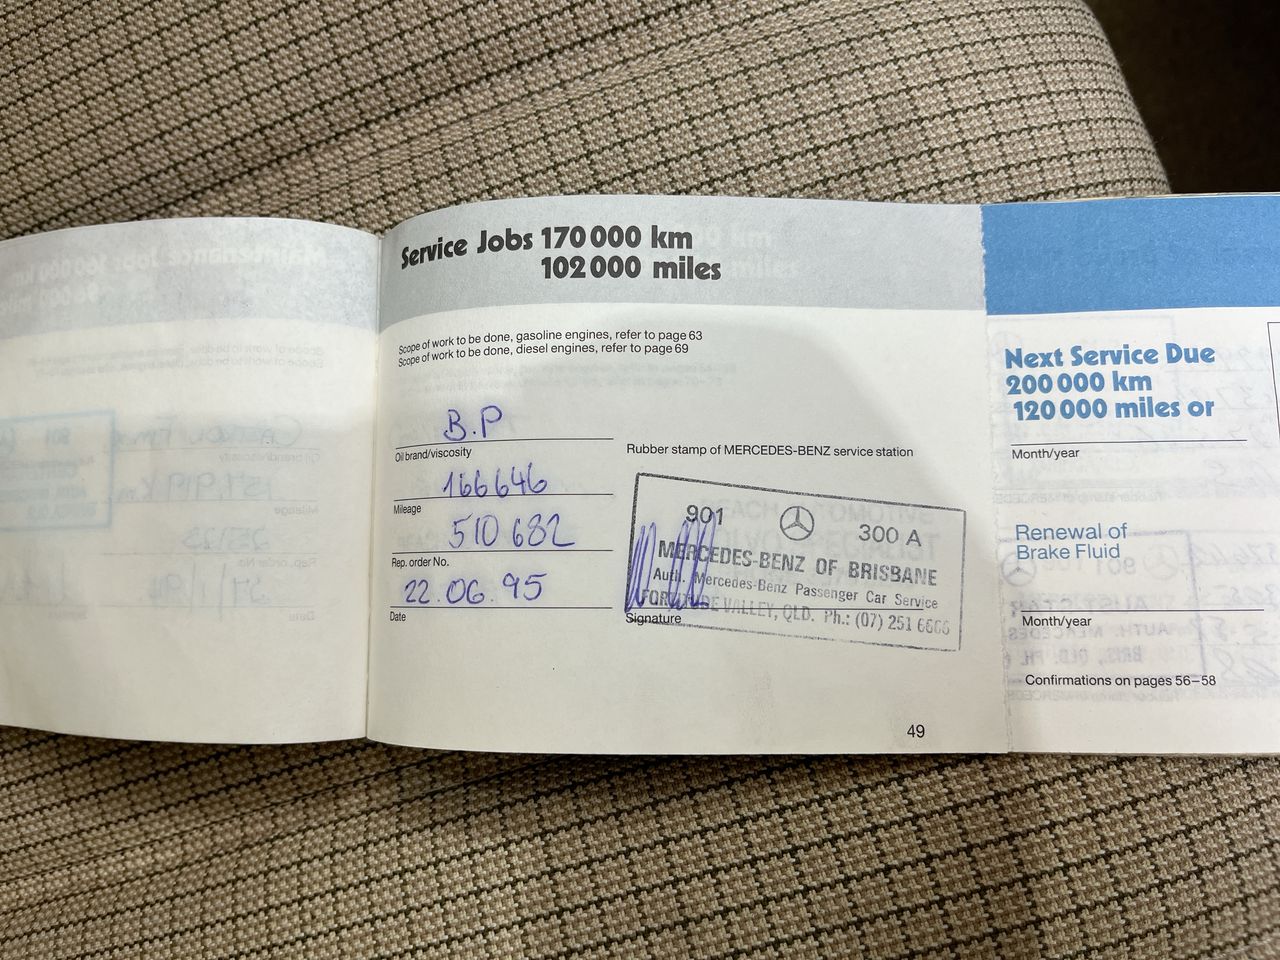 Service Jobs 170 000 km
102 000 miles
Scope of work to be done, gasoline engines, refer to page 63
Scope of work to be done, diesel engines, refer to page 69
B.P
Oil brand/viscosity
166646
Mileage
510 682
Rep. order No.
22.06.95
Date
Rubber stamp of MERCEDES-BENZ service station
901 300 A
MERCEDES-BENZ OF BRISBANE
Auth. Mercedes-Benz Passenger Car Service
FORTITUDE VALLEY, QLD. Ph.: (07) 251 6666
Signature
49
Next Service Due
200 000 km
120 000 miles or
Month/year
Renewal of
Brake Fluid
Month/year
Confirmations on pages 56–58